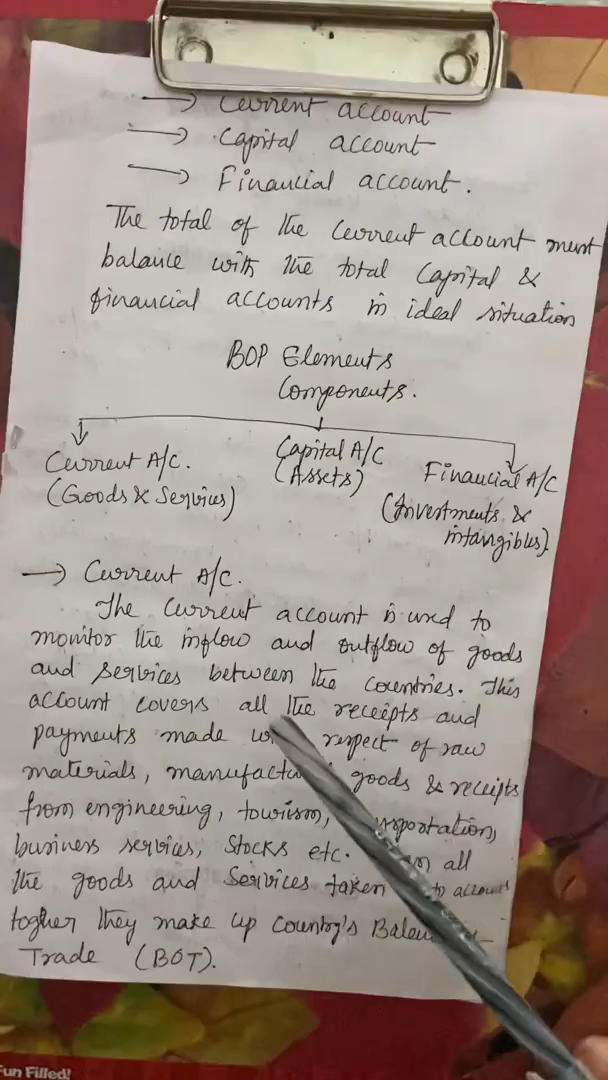 → Current account
→ Capital account
→ Financial account.
The total of the Current account must
balance with the total Capital &
financial accounts in ideal situation
BOP Elements
Components.
Current A/C.
(Goods & Services)
Capital A/C
(Assets)
Financial A/C
(Investments &
intangibles).
→ Current A/C.
The Current account is used to
monitor the inflow and outflow of goods
and services between the Countries. This
account covers all the receipts and
payments made respect of raw
materials, goods & receipts
from engineering, tourism,
business services, Stocks etc. all
the goods and Services taken to account
togher they make up Country's
Trade (BOT).
Fun Filled!